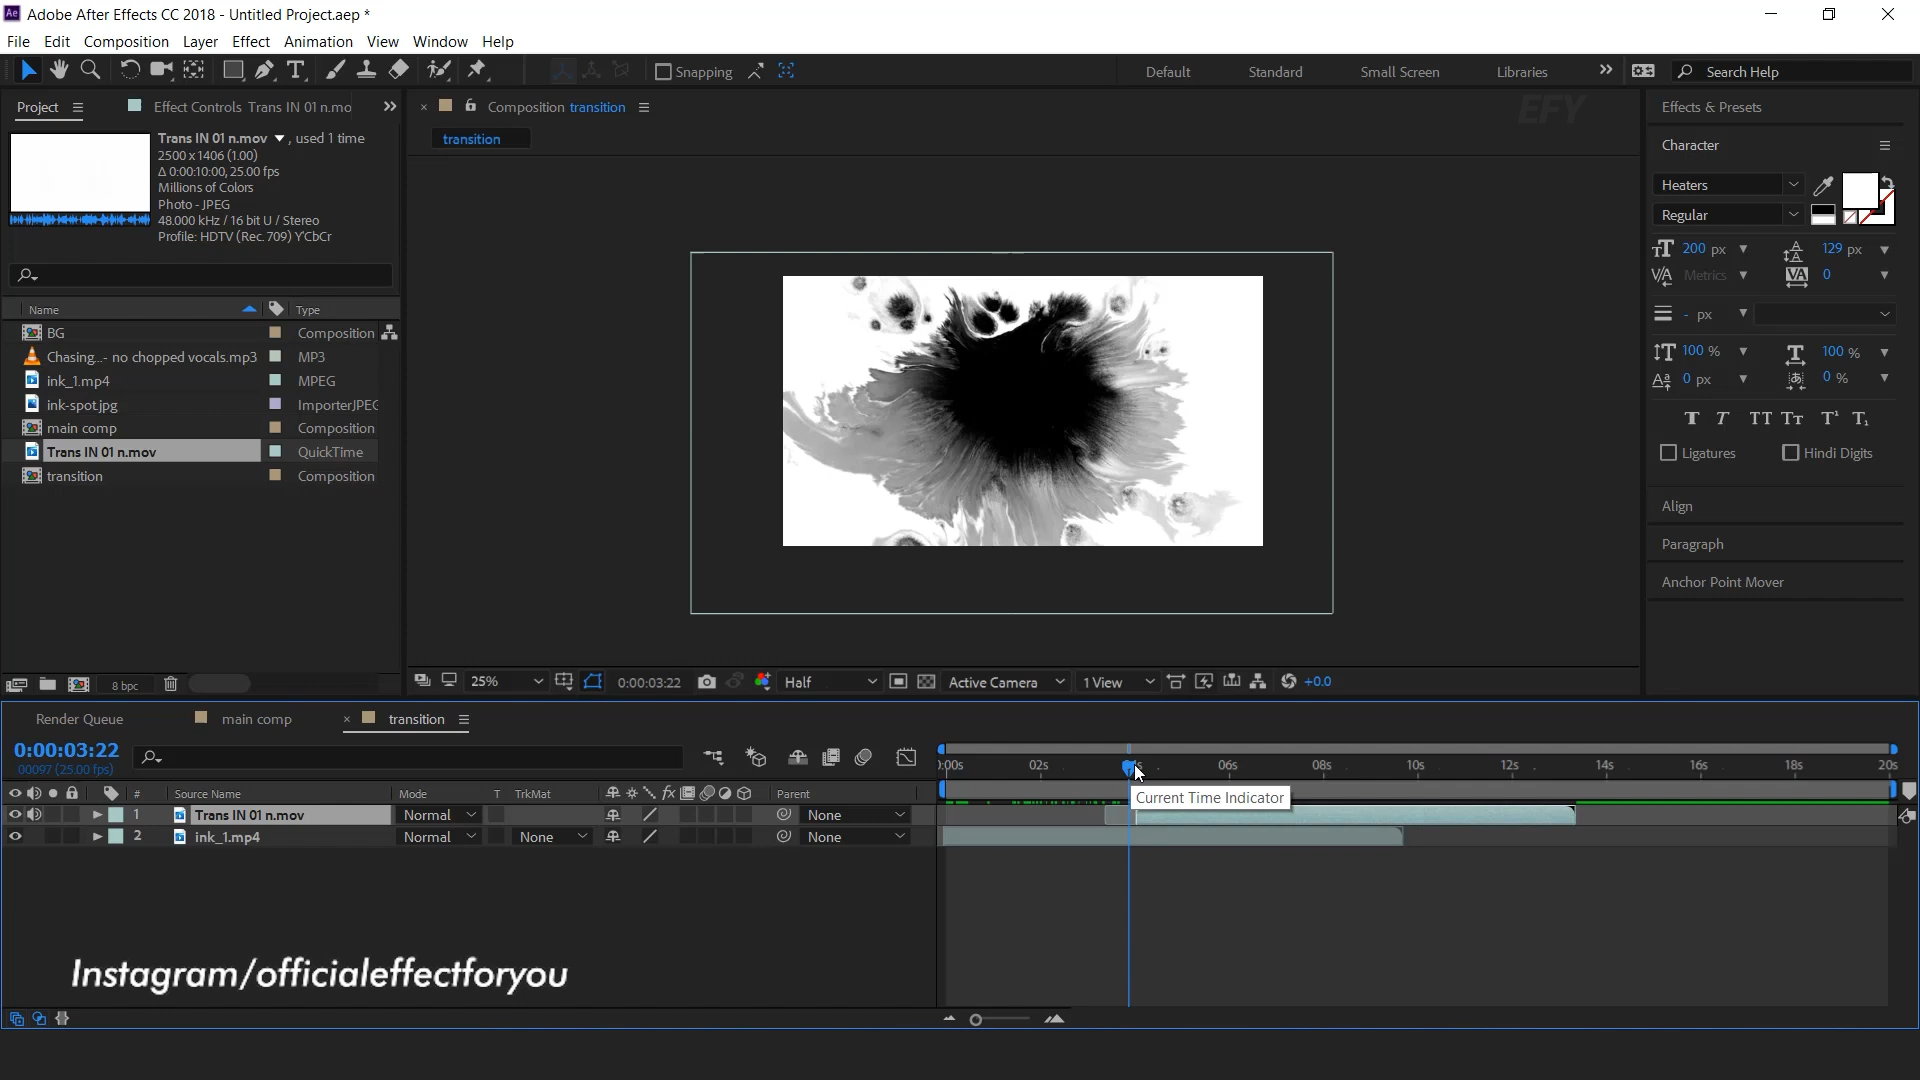 Adobe After Effects CC 2018 - Untitled Project.aep *
File Edit Composition Layer Effect Animation View Window Help
Snapping
Default Standard Small Screen Libraries Search Help
Project Effect Controls Trans IN 01 n.mo
Composition transition
EFY
Effects & Presets
transition
Trans IN 01 n.mov , used 1 time
2500 x 1406 (1.00)
Δ 0:00:10:00, 25.00 fps
Millions of Colors
Photo - JPEG
48.000 kHz / 16 bit U / Stereo
Profile: HDTV (Rec. 709) Y'CbCr
Name Type
BG Composition
Chasing...- no chopped vocals.mp3 MP3
ink_1.mp4 MPEG
ink-spot.jpg ImporterJPEG
main comp Composition
Trans IN 01 n.mov QuickTime
transition Composition
8 bpc
Character
Heaters
Regular
200 px 129 px
Metrics 0
- px
100 % 100 %
0 px 0 %
T T TT Tt T¹ T₁
Ligatures Hindi Digits
Align
Paragraph
Anchor Point Mover
25% 0:00:03:22 Half Active Camera 1 View +0.0
Render Queue main comp transition
0:00:03:22
00097 (25.00 fps)
):00s 02s 4s 06s 08s 10s 12s 14s 16s 18s 20s
# Source Name Mode T TrkMat fx Parent
Current Time Indicator
1 Trans IN 01 n.mov Normal None
2 ink_1.mp4 Normal None None
Instagram/officialeffectforyou